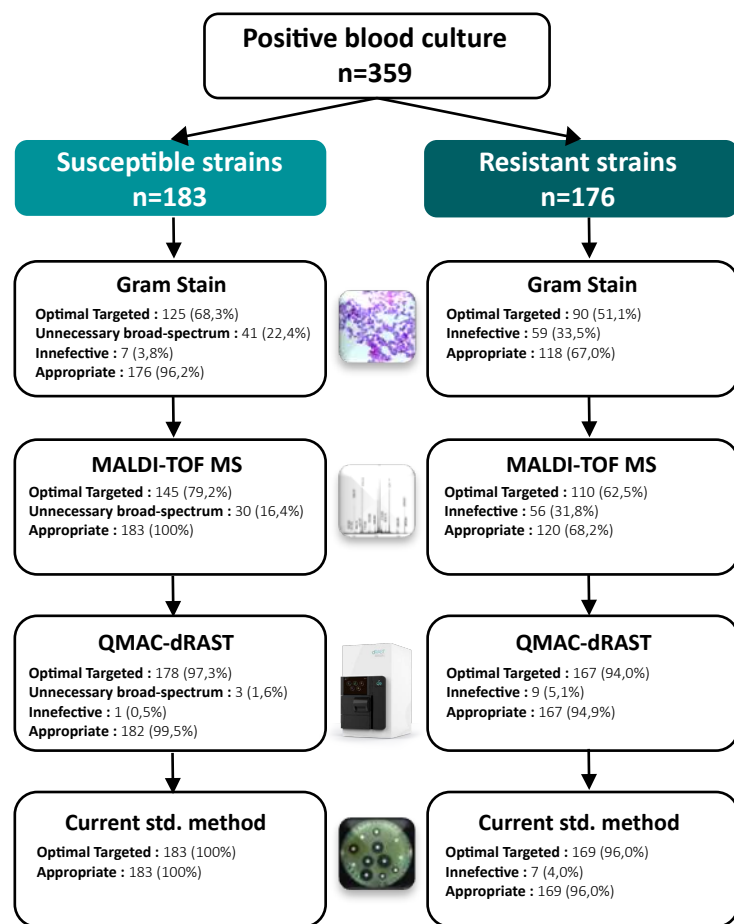 Positive blood culture
n=359
Susceptible strains
n=183
Resistant strains
n=176
Gram Stain
Optimal Targeted : 125 (68,3%)
Unnecessary broad-spectrum : 41 (22,4%)
Innefective : 7 (3,8%)
Appropriate : 176 (96,2%)
Gram Stain
Optimal Targeted : 90 (51,1%)
Innefective : 59 (33,5%)
Appropriate : 118 (67,0%)
MALDI-TOF MS
Optimal Targeted : 145 (79,2%)
Unnecessary broad-spectrum : 30 (16,4%)
Appropriate : 183 (100%)
MALDI-TOF MS
Optimal Targeted : 110 (62,5%)
Innefective : 56 (31,8%)
Appropriate : 120 (68,2%)
QMAC-dRAST
Optimal Targeted : 178 (97,3%)
Unnecessary broad-spectrum : 3 (1,6%)
Innefective : 1 (0,5%)
Appropriate : 182 (99,5%)
QMAC-dRAST
Optimal Targeted : 167 (94,0%)
Innefective : 9 (5,1%)
Appropriate : 167 (94,9%)
Current std. method
Optimal Targeted : 183 (100%)
Appropriate : 183 (100%)
Current std. method
Optimal Targeted : 169 (96,0%)
Innefective : 7 (4,0%)
Appropriate : 169 (96,0%)